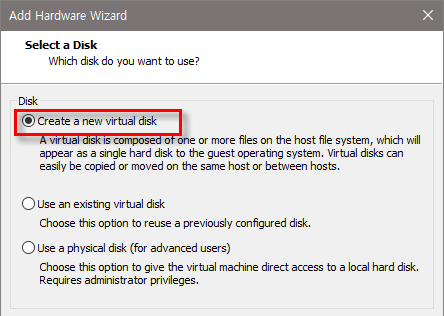 Add Hardware Wizard
Select a Disk
Which disk do you want to use?
Disk
Create a new virtual disk
A virtual disk is composed of one or more files on the host file system, which will
appear as a single hard disk to the guest operating system. Virtual disks can
easily be copied or moved on the same host or between hosts.
Use an existing virtual disk
Choose this option to reuse a previously configured disk.
Use a physical disk (for advanced users)
Choose this option to give the virtual machine direct access to a local hard disk.
Requires administrator privileges.